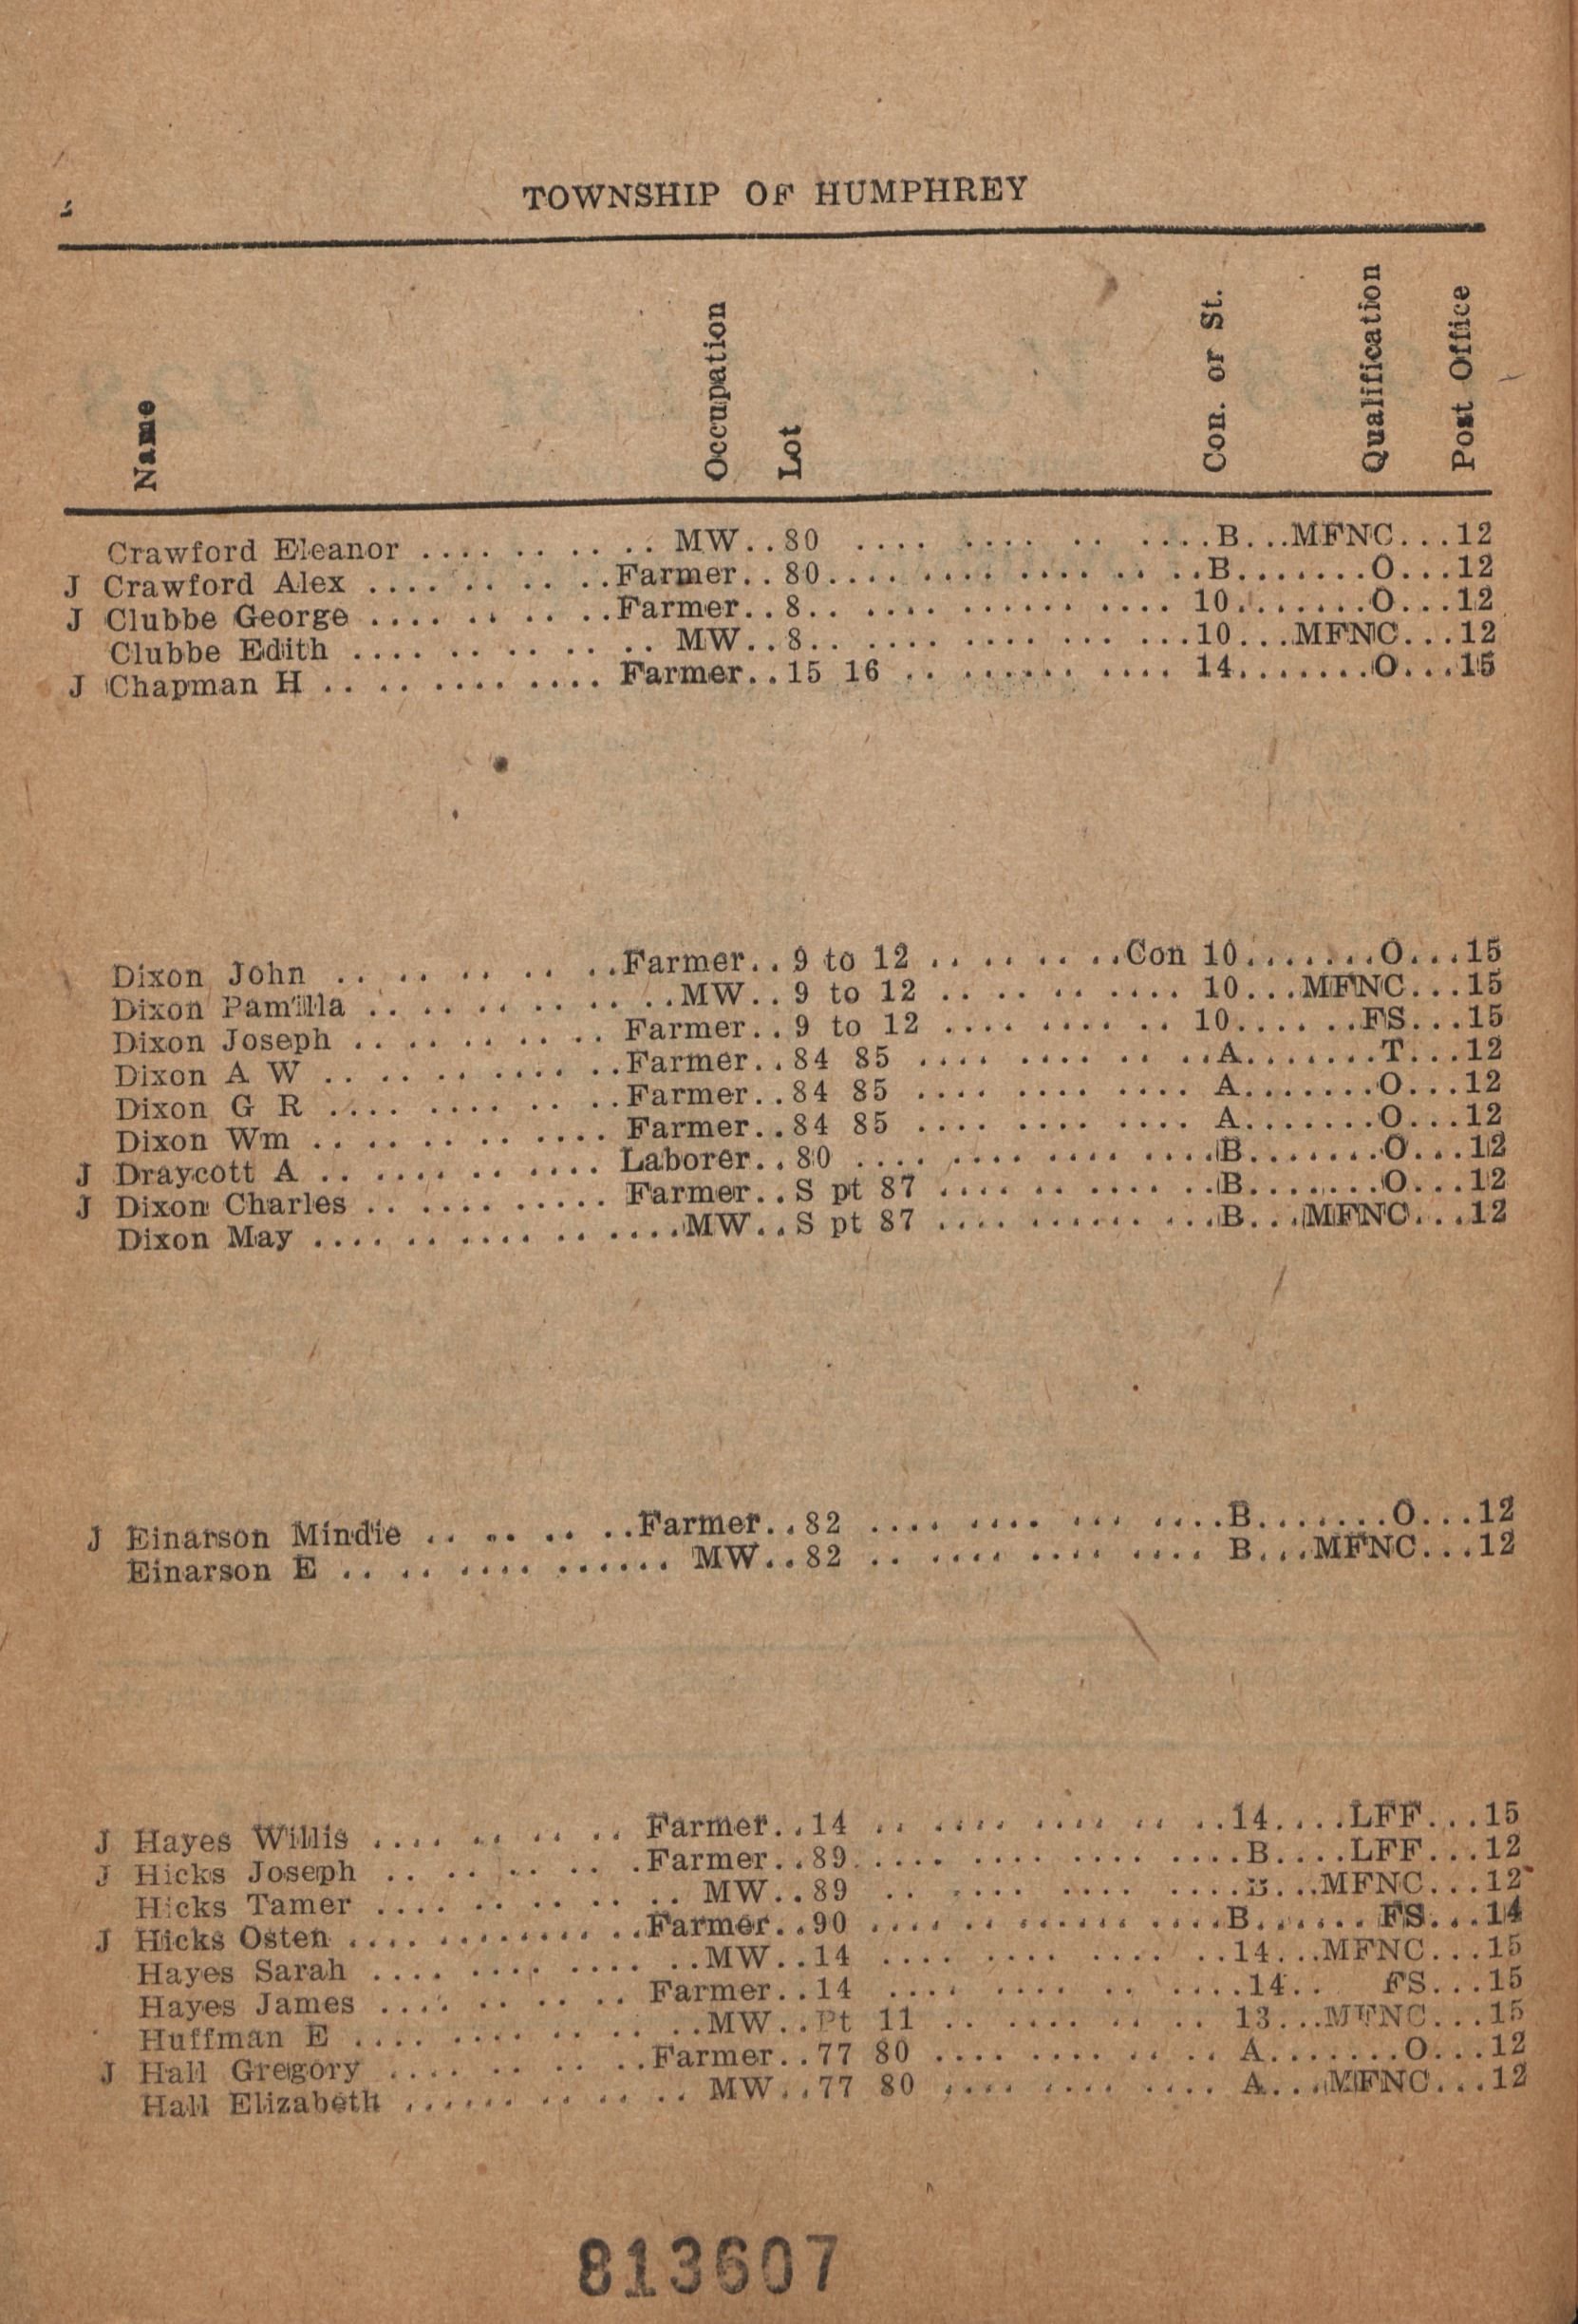 TOWNSHIP OF HUMPHREY
Name Occupation Lot Con. or St. Qualification Post Office
Crawford Eleanor .... .. .. .. MW..80 .... .... .. ....B...MFNC...12
J Crawford Alex .... .. .. ..Farmer..80.... .... .... .. ..B.......O...12
J Clubbe George .... .. .. ..Farmer..8.. .... ...... .... 10.......O...12
Clubbe Edith .... .. .. .. .. MW..8.. .... .... ... ...10...MFNC...12
J Chapman H .. .. .... .... Farmer..15 16 .. ...... .... 14.......O...15
Dixon John .. .. .. .. ..Farmer..9 to 12 .. .. .. ..Con 10.......O...15
Dixon Pamilla .. .. .. .. .. ..MW..9 to 12 .. .. .. .... 10...MFNC...15
Dixon Joseph .. .. .. .. .. Farmer..9 to 12 .... .... .. 10.......FS...15
Dixon A W .. .. .. .... ..Farmer..84 85 .... .... .. ..A.......T...12
Dixon G R .... .... .. ..Farmer..84 85 .... .... .... A.......O...12
Dixon Wm .. .. .. .. .... Farmer..84 85 .... .... .... A.......O...12
J Draycott A .. .... .. .... Laborer..80 .... .... .... ....B.......O...12
J Dixon Charles .. .... ..... Farmer..S pt 87 .... .. .... ..B.......O...12
Dixon May .... .. .... .. ....MW..S pt 87 .... ...... ...B...MFNC...12
J Einarson Mindie .. .. .. ..Farmer..82 .... .... ... ....B.......O...12
Einarson E .. .. .... ...... MW..82 .. .... .... .... B...MFNC...12
J Hayes Willis .... .. .. .. Farmer..14 .. .... .... .. ..14....LFF...15
J Hicks Joseph .. .. .. .. .Farmer..89..... .... .... ....B....LFF...12
Hicks Tamer .... .. .. .. .. MW..89 .. .... .... ....B...MFNC...12
J Hicks Osten .... ......... ..Farmer..90 .... .. ...... ....B....... FS...14
Hayes Sarah .... .... .... ..MW..14 .... .... .... ..14...MFNC...15
Hayes James .... .. .. .. Farmer..14 .... .... .. ....14.. FS...15
Huffman E .... .... .. .. ..MW..Pt 11 .. .... .. .. 13...MFNC...15
J Hall Gregory .... .. .. ..Farmer..77 80 .... .... .. .. A.......O...12
Hall Elizabeth ...... .. .. .. MW..77 80 .... .... .... A...MFNC...12
813607